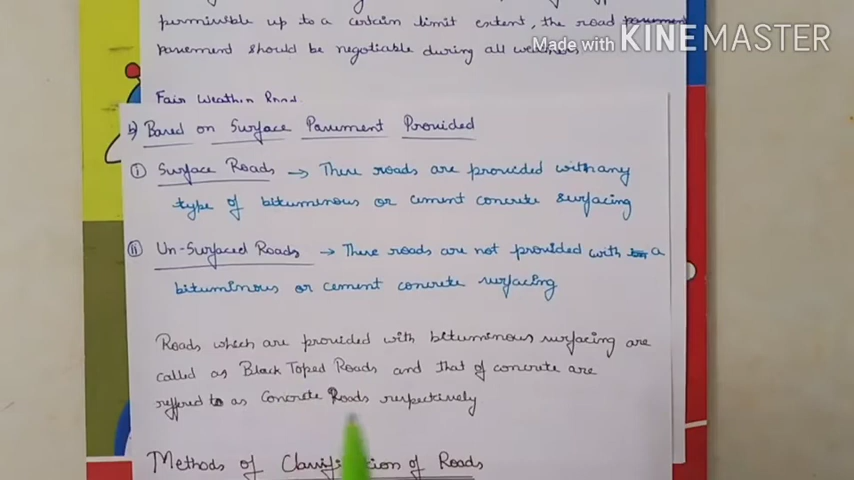 permissible up to a certain limit extent, the road pavement
pavement should be negotiable during all weathers
Made with KINEMASTER
Fair Weather Road
b) Based on Surface Pavement Provided
i) Surface Roads → These roads are provided with any
type of bituminous or cement concrete surfacing
ii) Un-Surfaced Roads → These roads are not provided with a
bituminous or cement concrete surfacing
Roads which are provided with bituminous surfacing are
called as Black Toped Roads and that of concrete are
reffered to as Concrete Roads respectively
Methods of Classification of Roads